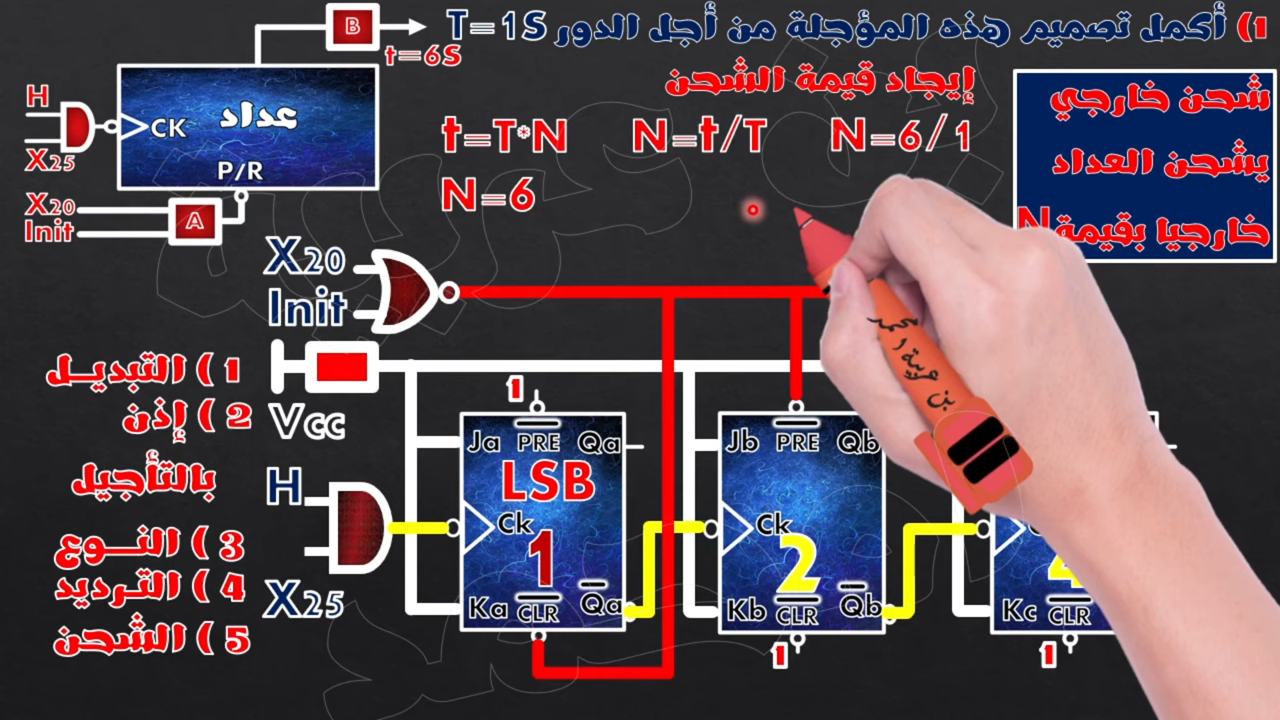 1) أكمل تصميم هذه المؤجلة من أجل الدور T=1S
B
t=6S
إيجاد قيمة الشحن
t=T*N N=t/T N=6/1
N=6
شحن خارجي
يشحن العداد
خارجيا بقيمة N
H
X25
CK
عداد
P/R
X20
Init
A
X20
Init
Vcc
H
X25
1 ) التبديل
2 ) إذن
بالتأجيل
3 ) النوع
4 ) الترديد
5 ) الشحن
1
Ja PRE Qa
LSB
Ck
1
Ka CLR Qa
Jb PRE Qb
Ck
2
Kb CLR Qb
1
4
Kc CLR
1